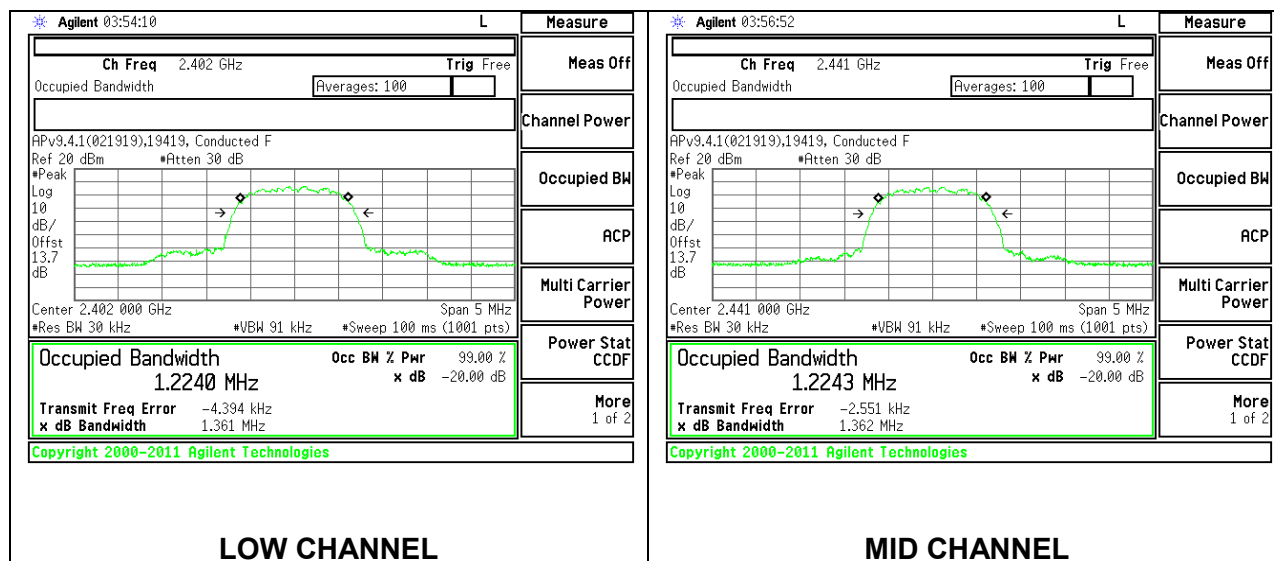 Agilent 03:54:10 L
Measure
Ch Freq 2.402 GHz Trig Free
Occupied Bandwidth Averages: 100
APv9.4.1(021919),19419, Conducted F
Ref 20 dBm #Atten 30 dB
#Peak
Log
10
dB/
Offst
13.7
dB
Center 2.402 000 GHz Span 5 MHz
#Res BW 30 kHz #VBW 91 kHz #Sweep 100 ms (1001 pts)
Occupied Bandwidth Occ BW % Pwr 99.00 %
1.2240 MHz x dB -20.00 dB
Transmit Freq Error -4.394 kHz
x dB Bandwidth 1.361 MHz
Copyright 2000-2011 Agilent Technologies
Meas Off
Channel Power
Occupied BW
ACP
Multi Carrier
Power
Power Stat
CCDF
More
1 of 2
LOW CHANNEL
Agilent 03:56:52 L
Measure
Ch Freq 2.441 GHz Trig Free
Occupied Bandwidth Averages: 100
APv9.4.1(021919),19419, Conducted F
Ref 20 dBm #Atten 30 dB
#Peak
Log
10
dB/
Offst
13.7
dB
Center 2.441 000 GHz Span 5 MHz
#Res BW 30 kHz #VBW 91 kHz #Sweep 100 ms (1001 pts)
Occupied Bandwidth Occ BW % Pwr 99.00 %
1.2243 MHz x dB -20.00 dB
Transmit Freq Error -2.551 kHz
x dB Bandwidth 1.362 MHz
Copyright 2000-2011 Agilent Technologies
Meas Off
Channel Power
Occupied BW
ACP
Multi Carrier
Power
Power Stat
CCDF
More
1 of 2
MID CHANNEL